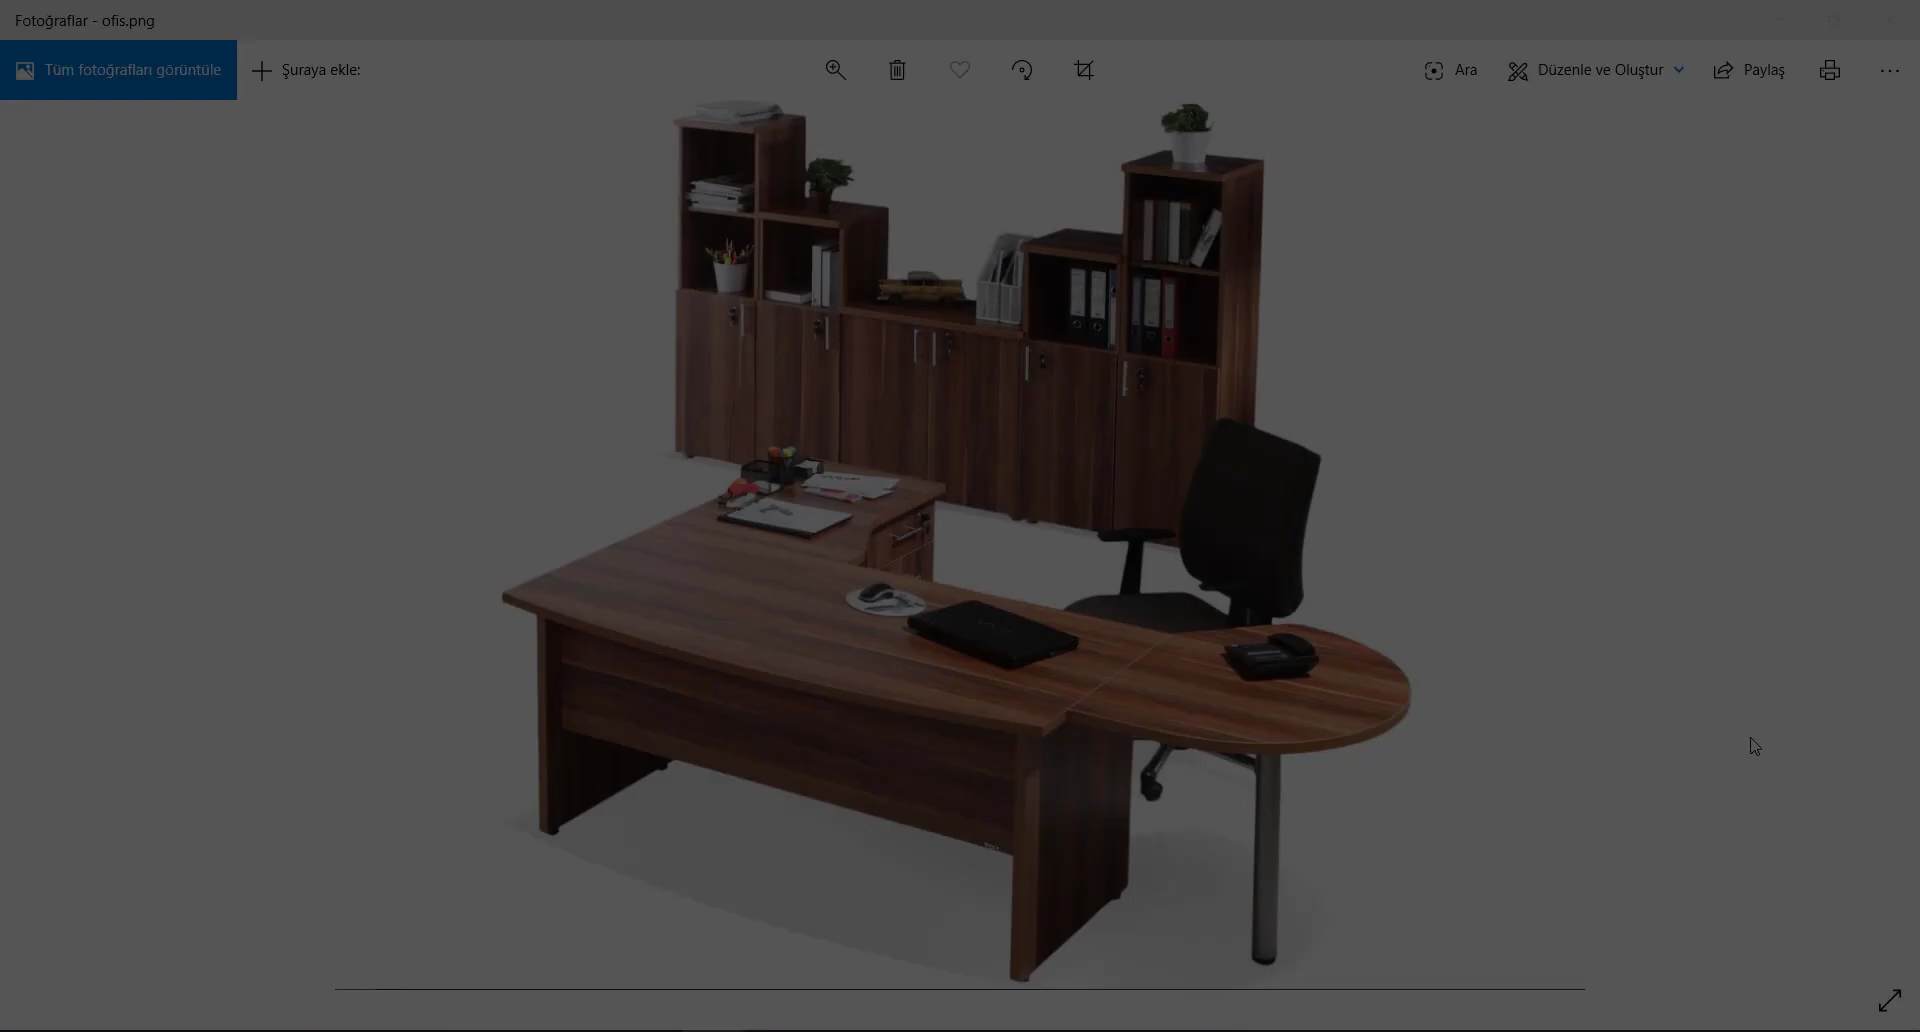 Fotoğraflar - ofis.png
Tüm fotoğrafları görüntüle
Şuraya ekle:
Ara
Düzenle ve Oluştur
Paylaş